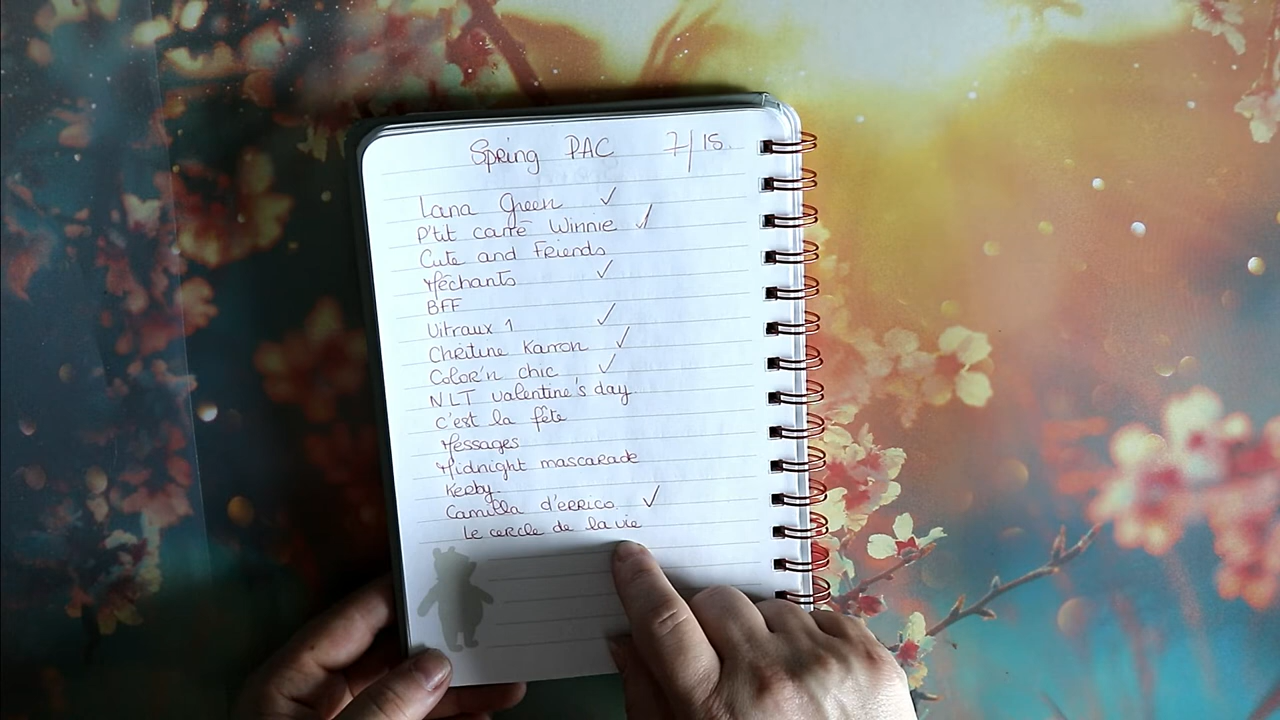 Spring PAC 7/15
Lana Green ✓
P'tit carré Winnie ✓
Cute and Friends
Méchants ✓
BFF
Vitraux 1 ✓
Christine Karron ✓
Color'n chic ✓
NLT valentine's day
c'est la fête
Messages
Midnight mascarade
Keeby
Camilla d'errico ✓
le cercle de la vie